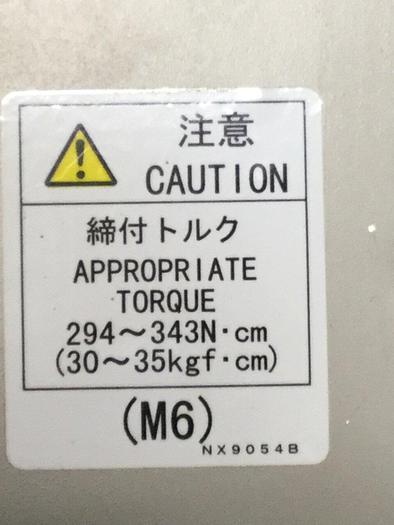 注意
CAUTION
締付トルク
APPROPRIATE
TORQUE
294～343N·cm
(30～35kgf·cm)
(M6)
NX9054B